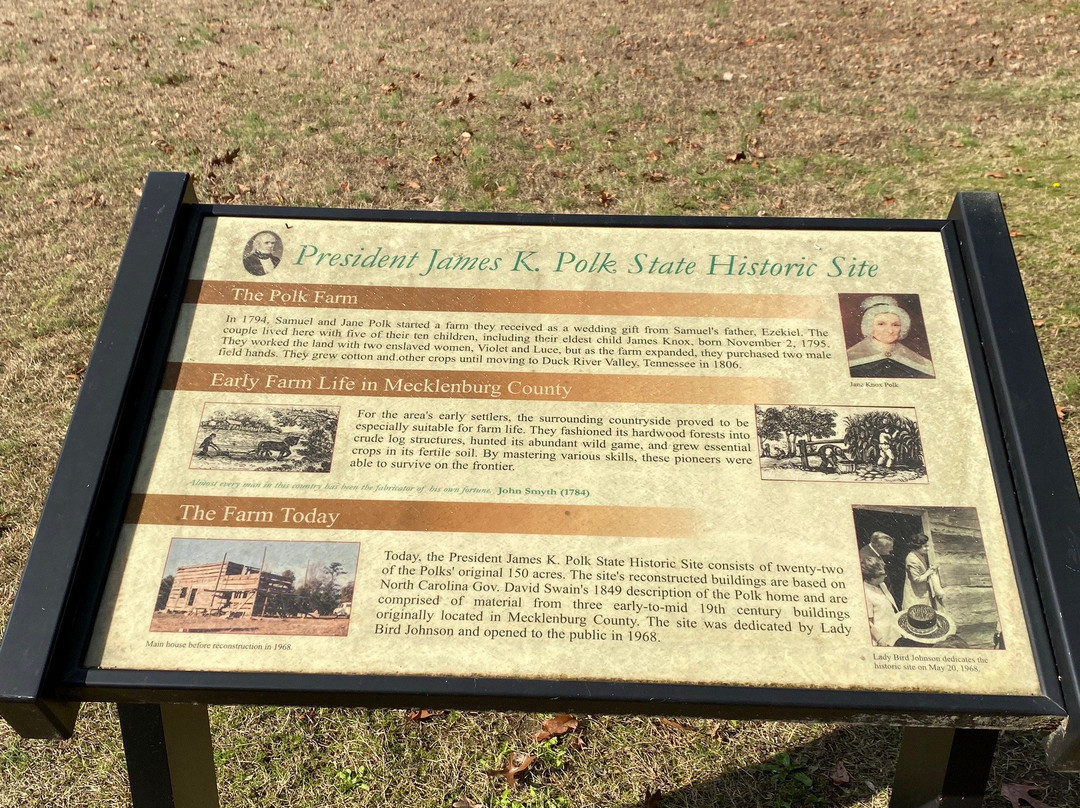 President James K. Polk State Historic Site
The Polk Farm
In 1794, Samuel and Jane Polk started a farm they received as a wedding gift from Samuel's father, Ezekiel. The
couple lived here with five of their ten children, including their eldest child James Knox, born November 2, 1795.
They worked the land with two enslaved women, Violet and Luce, but as the farm expanded, they purchased two male
field hands. They grew cotton and other crops until moving to Duck River Valley, Tennessee in 1806.
Jane Knox Polk
Early Farm Life in Mecklenburg County
For the area's early settlers, the surrounding countryside proved to be
especially suitable for farm life. They fashioned its hardwood forests into
crude log structures, hunted its abundant wild game, and grew essential
crops in its fertile soil. By mastering various skills, these pioneers were
able to survive on the frontier.
Almost every man in this country has been the fabricator of his own fortune. John Smyth (1784)
The Farm Today
Today, the President James K. Polk State Historic Site consists of twenty-two
of the Polks' original 150 acres. The site's reconstructed buildings are based on
North Carolina Gov. David Swain's 1849 description of the Polk home and are
comprised of material from three early-to-mid 19th century buildings
originally located in Mecklenburg County. The site was dedicated by Lady
Bird Johnson and opened to the public in 1968.
Main house before reconstruction in 1968.
Lady Bird Johnson dedicates the
historic site on May 20, 1968.